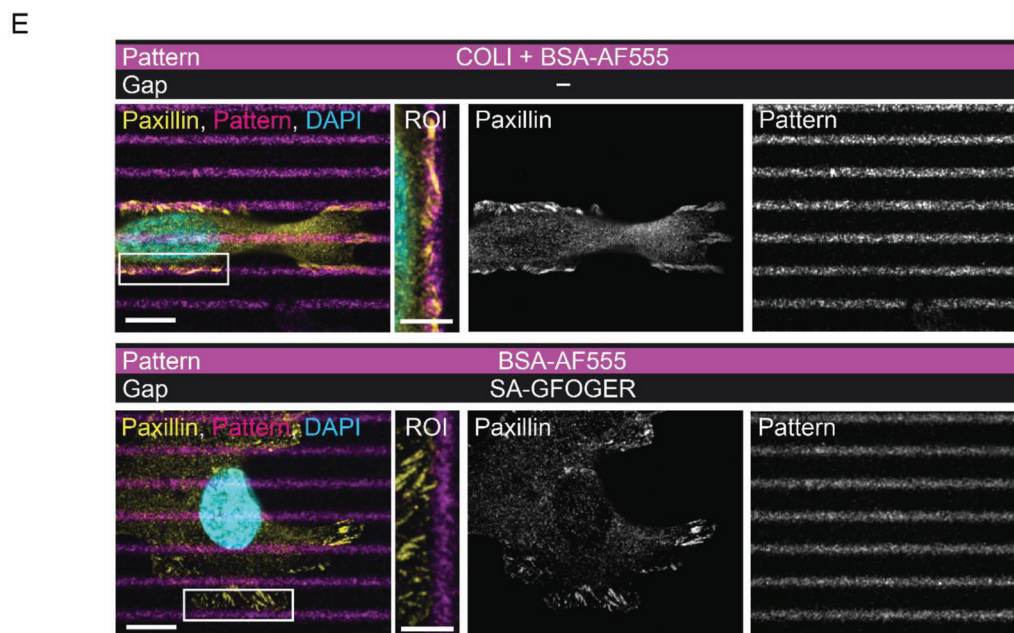 E
Pattern COLI + BSA-AF555
Gap –
Paxillin, Pattern, DAPI ROI Paxillin Pattern
Pattern BSA-AF555
Gap SA-GFOGER
Paxillin, Pattern, DAPI ROI Paxillin Pattern